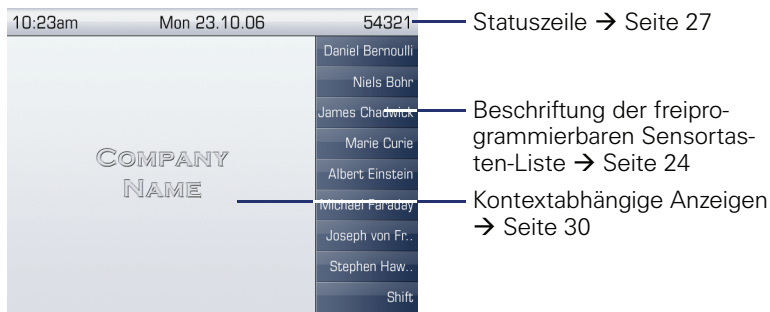 10:23am Mon 23.10.06 54321
Statuszeile → Seite 27
Daniel Bernoulli
Niels Bohr
James Chadwick
Marie Curie
Albert Einstein
Michael Faraday
Joseph von Fr..
Stephen Haw..
Shift
COMPANY
NAME
Beschriftung der freipro-
grammierbaren Sensortas-
ten-Liste → Seite 24
Kontextabhängige Anzeigen
→ Seite 30